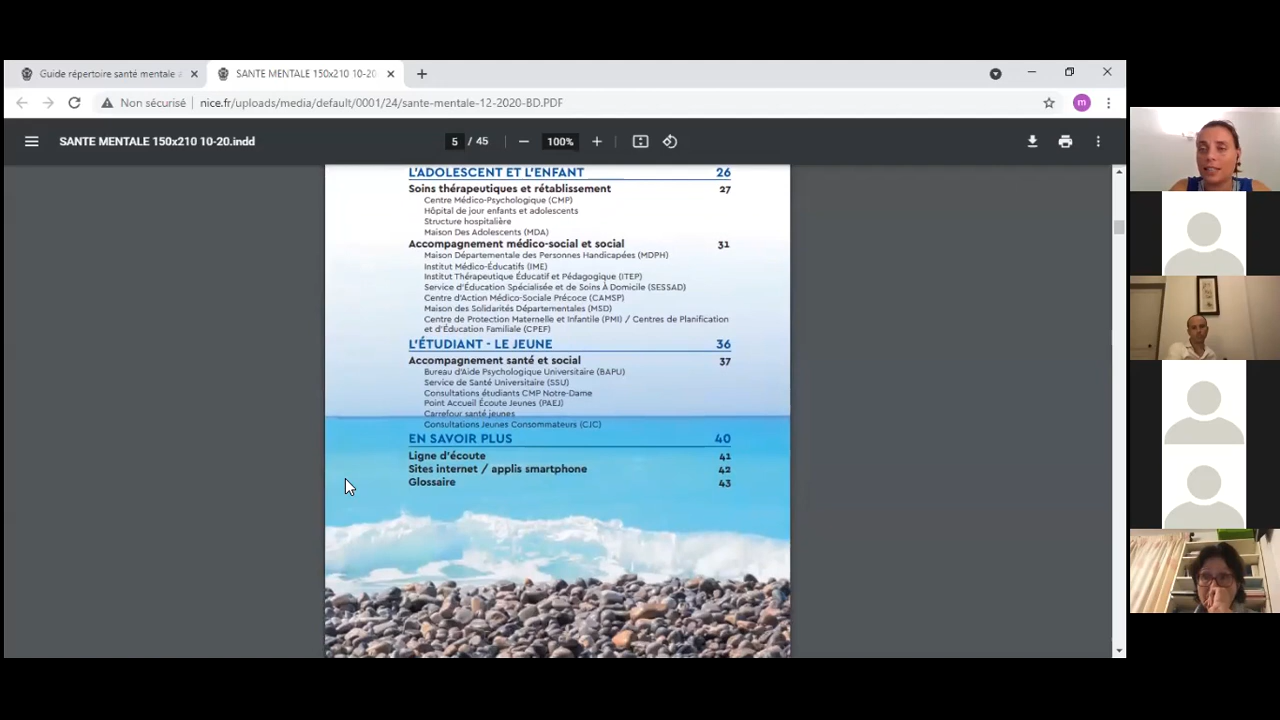 Guide répertoire santé mentale
SANTE MENTALE 150x210 10-20
Non sécurisé
nice.fr/uploads/media/default/0001/24/sante-mentale-12-2020-BD.PDF
m
SANTE MENTALE 150x210 10-20.indd
5 / 45
100%
L'ADOLESCENT ET L'ENFANT 26
Soins thérapeutiques et rétablissement 27
Centre Médico-Psychologique (CMP)
Hôpital de jour enfants et adolescents
Structure hospitalière
Maison Des Adolescents (MDA)
Accompagnement médico-social et social 31
Maison Départementale des Personnes Handicapées (MDPH)
Institut Médico-Éducatifs (IME)
Institut Thérapeutique Éducatif et Pédagogique (ITEP)
Service d'Éducation Spécialisée et de Soins À Domicile (SESSAD)
Centre d'Action Médico-Sociale Précoce (CAMSP)
Maison des Solidarités Départementales (MSD)
Centre de Protection Maternelle et Infantile (PMI) / Centres de Planification
et d'Éducation Familiale (CPEF)
L'ÉTUDIANT - LE JEUNE 36
Accompagnement santé et social 37
Bureau d'Aide Psychologique Universitaire (BAPU)
Service de Santé Universitaire (SSU)
Consultations étudiants CMP Notre-Dame
Point Accueil Écoute Jeunes (PAEJ)
Carrefour santé jeunes
Consultations Jeunes Consommateurs (CJC)
EN SAVOIR PLUS 40
Ligne d'écoute 41
Sites internet / applis smartphone 42
Glossaire 43